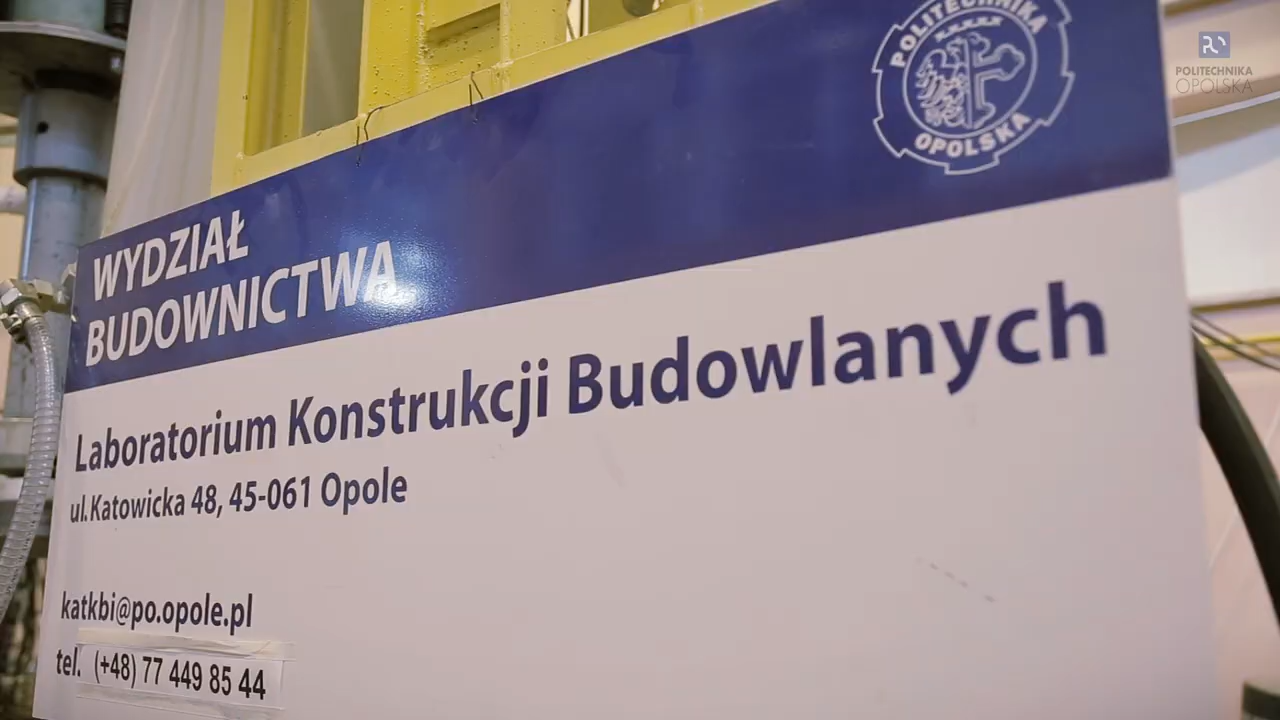 POLITECHNIKA
OPOLSKA
POLITECHNIKA
OPOLSKA
WYDZIAŁ
BUDOWNICTWA
Laboratorium Konstrukcji Budowlanych
ul. Katowicka 48, 45-061 Opole
katkbi@po.opole.pl
tel. (+48) 77 449 85 44